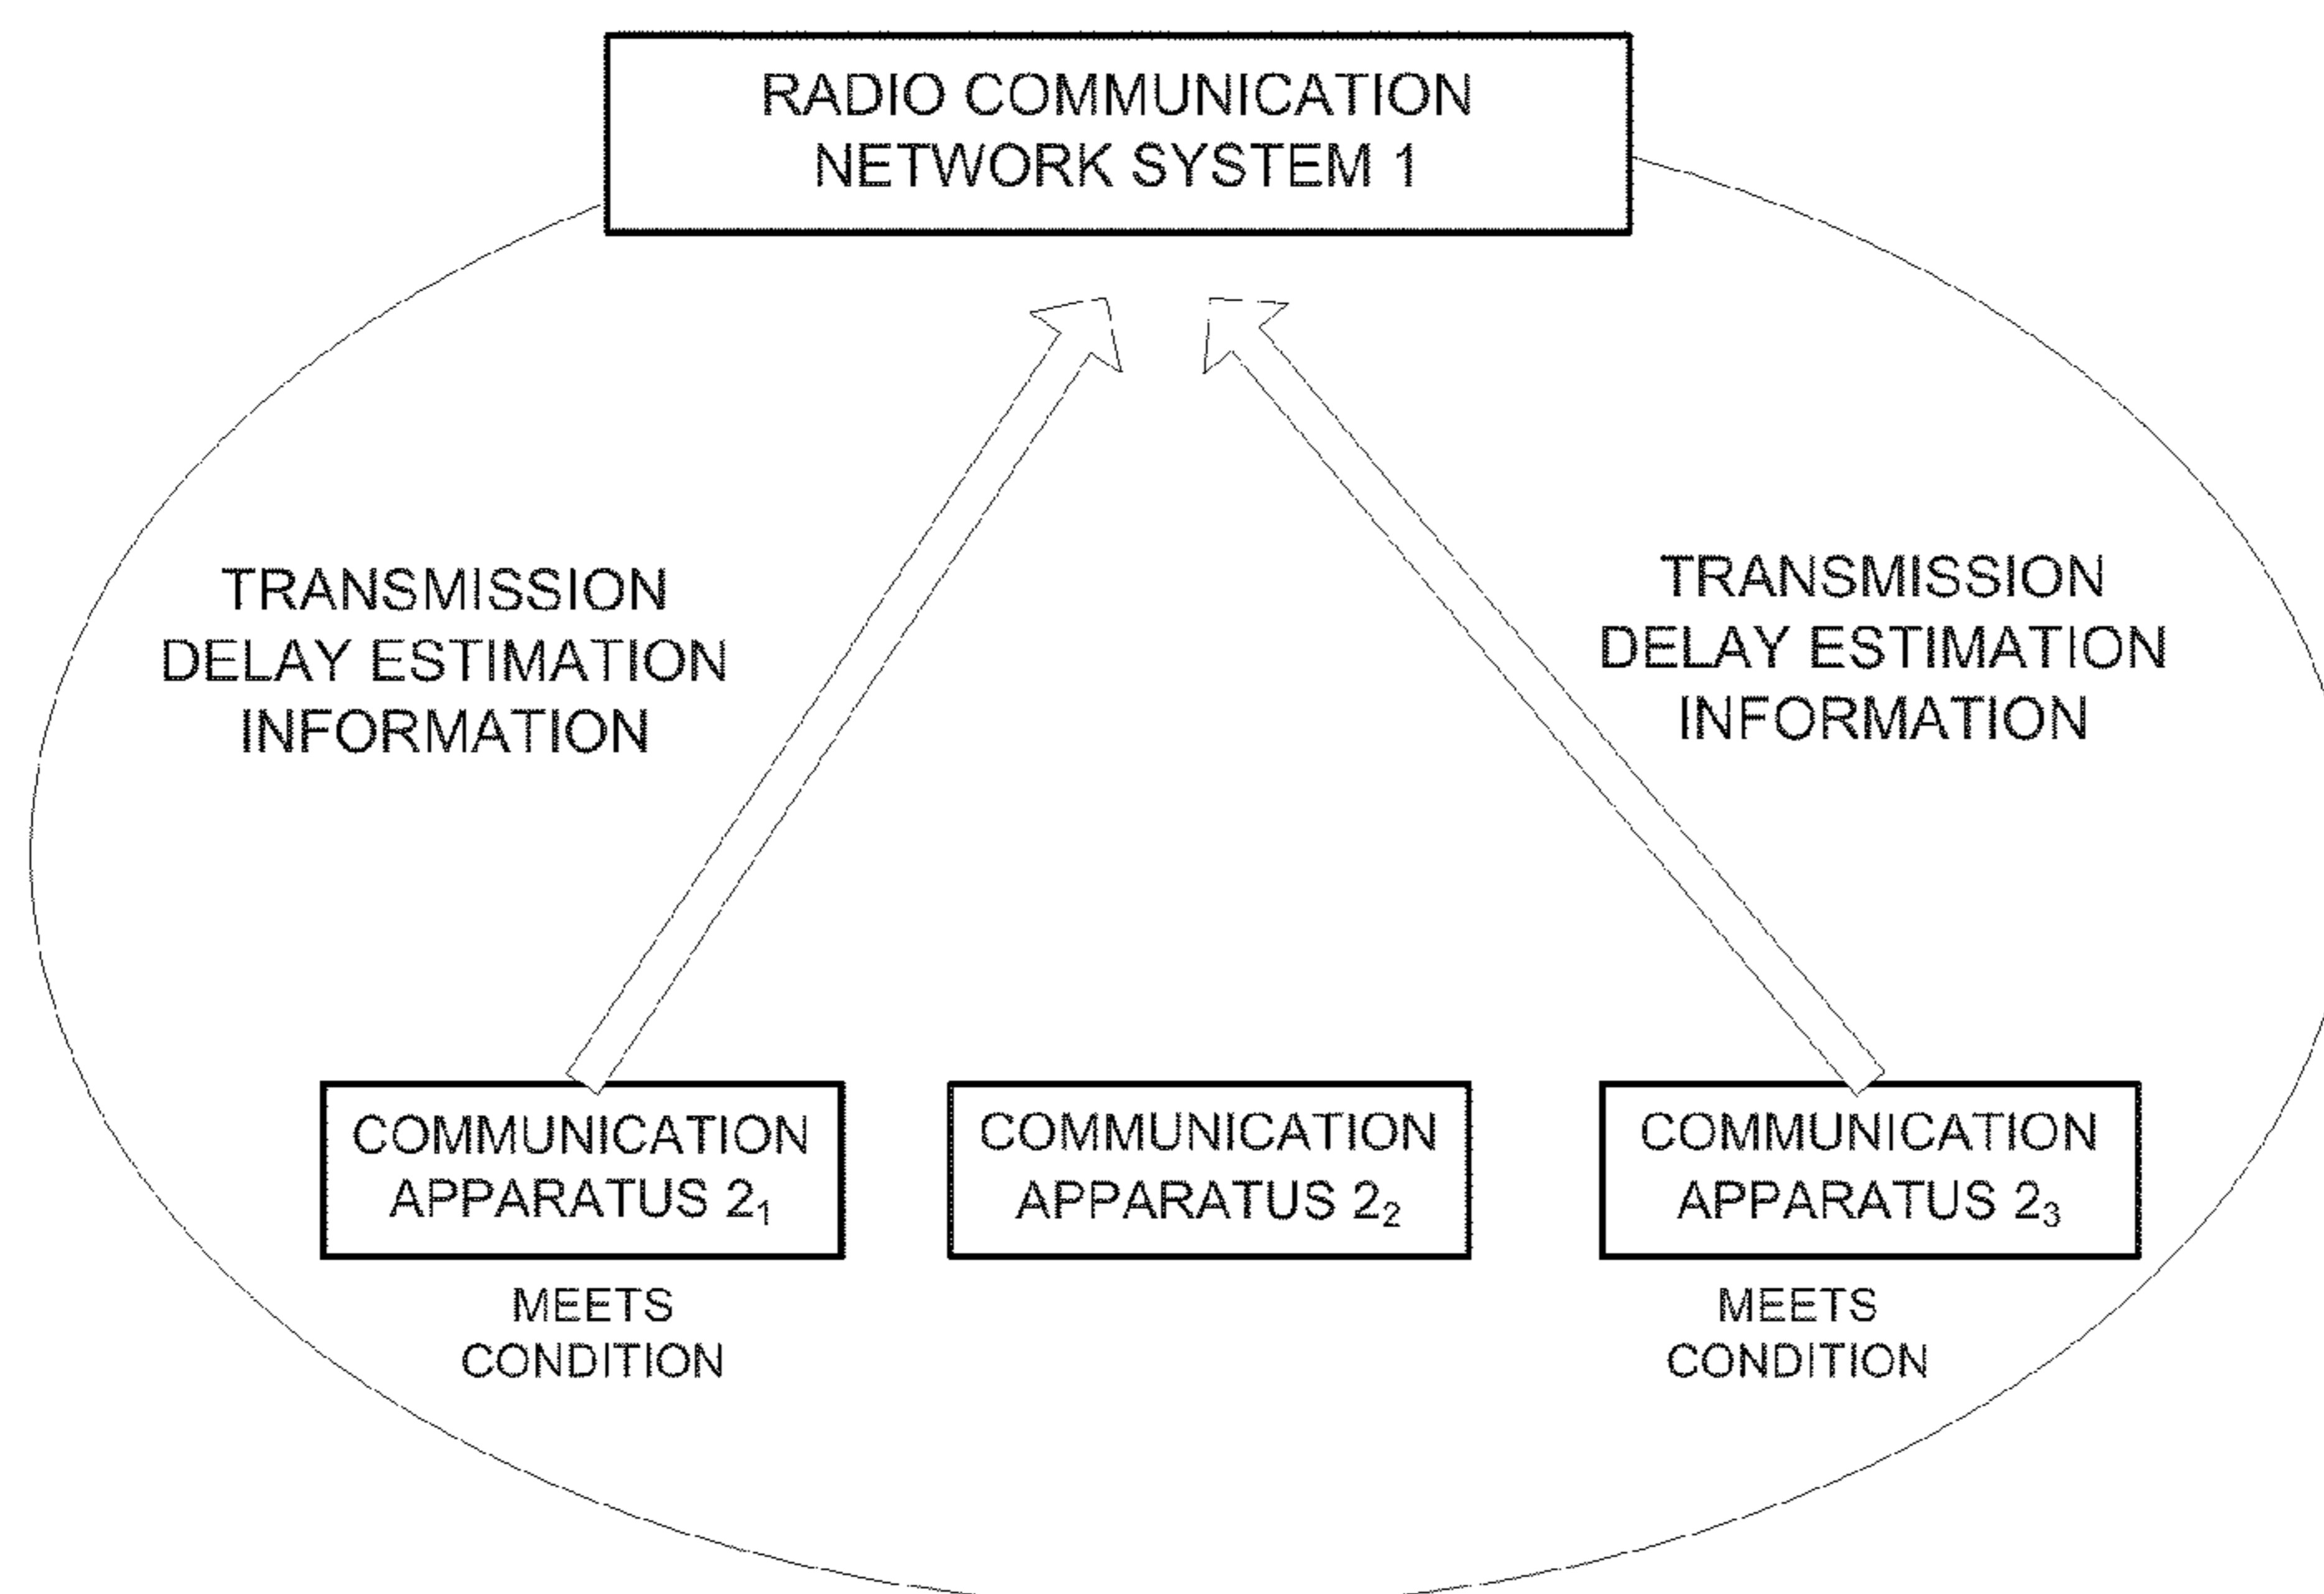 RADIO COMMUNICATION
NETWORK SYSTEM 1
TRANSMISSION
DELAY ESTIMATION
INFORMATION
TRANSMISSION
DELAY ESTIMATION
INFORMATION
COMMUNICATION
APPARATUS 2₁
MEETS
CONDITION
COMMUNICATION
APPARATUS 2₂
COMMUNICATION
APPARATUS 2₃
MEETS
CONDITION